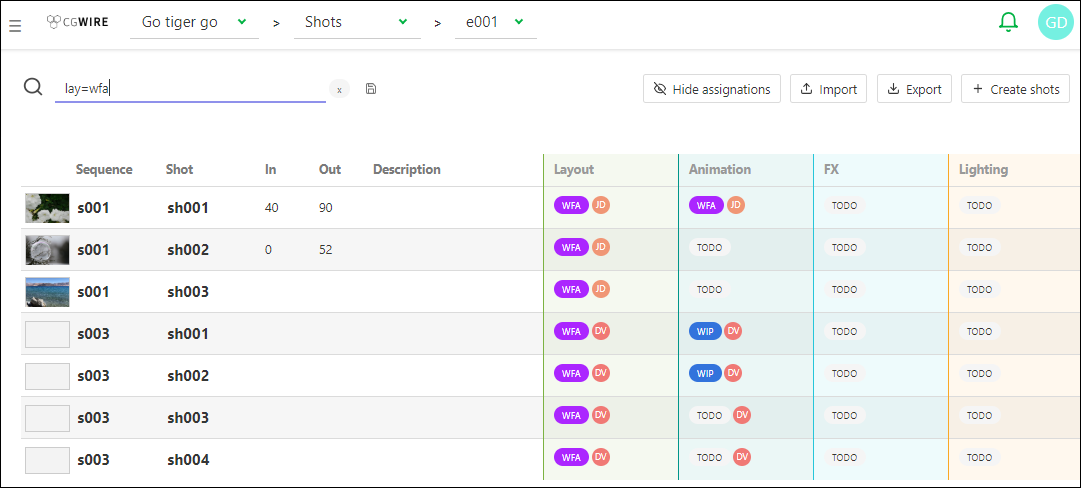 CGWIRE Go tiger go > Shots > e001 GD
lay=wfa x Hide assignations Import Export + Create shots
Sequence Shot In Out Description Layout Animation FX Lighting
s001 sh001 40 90 WFA JD WFA JD TODO TODO
s001 sh002 0 52 WFA JD TODO TODO TODO
s001 sh003 WFA JD TODO TODO TODO
s003 sh001 WFA DV WIP DV TODO TODO
s003 sh002 WFA DV WIP DV TODO TODO
s003 sh003 WFA DV TODO DV TODO TODO
s003 sh004 WFA DV TODO DV TODO TODO